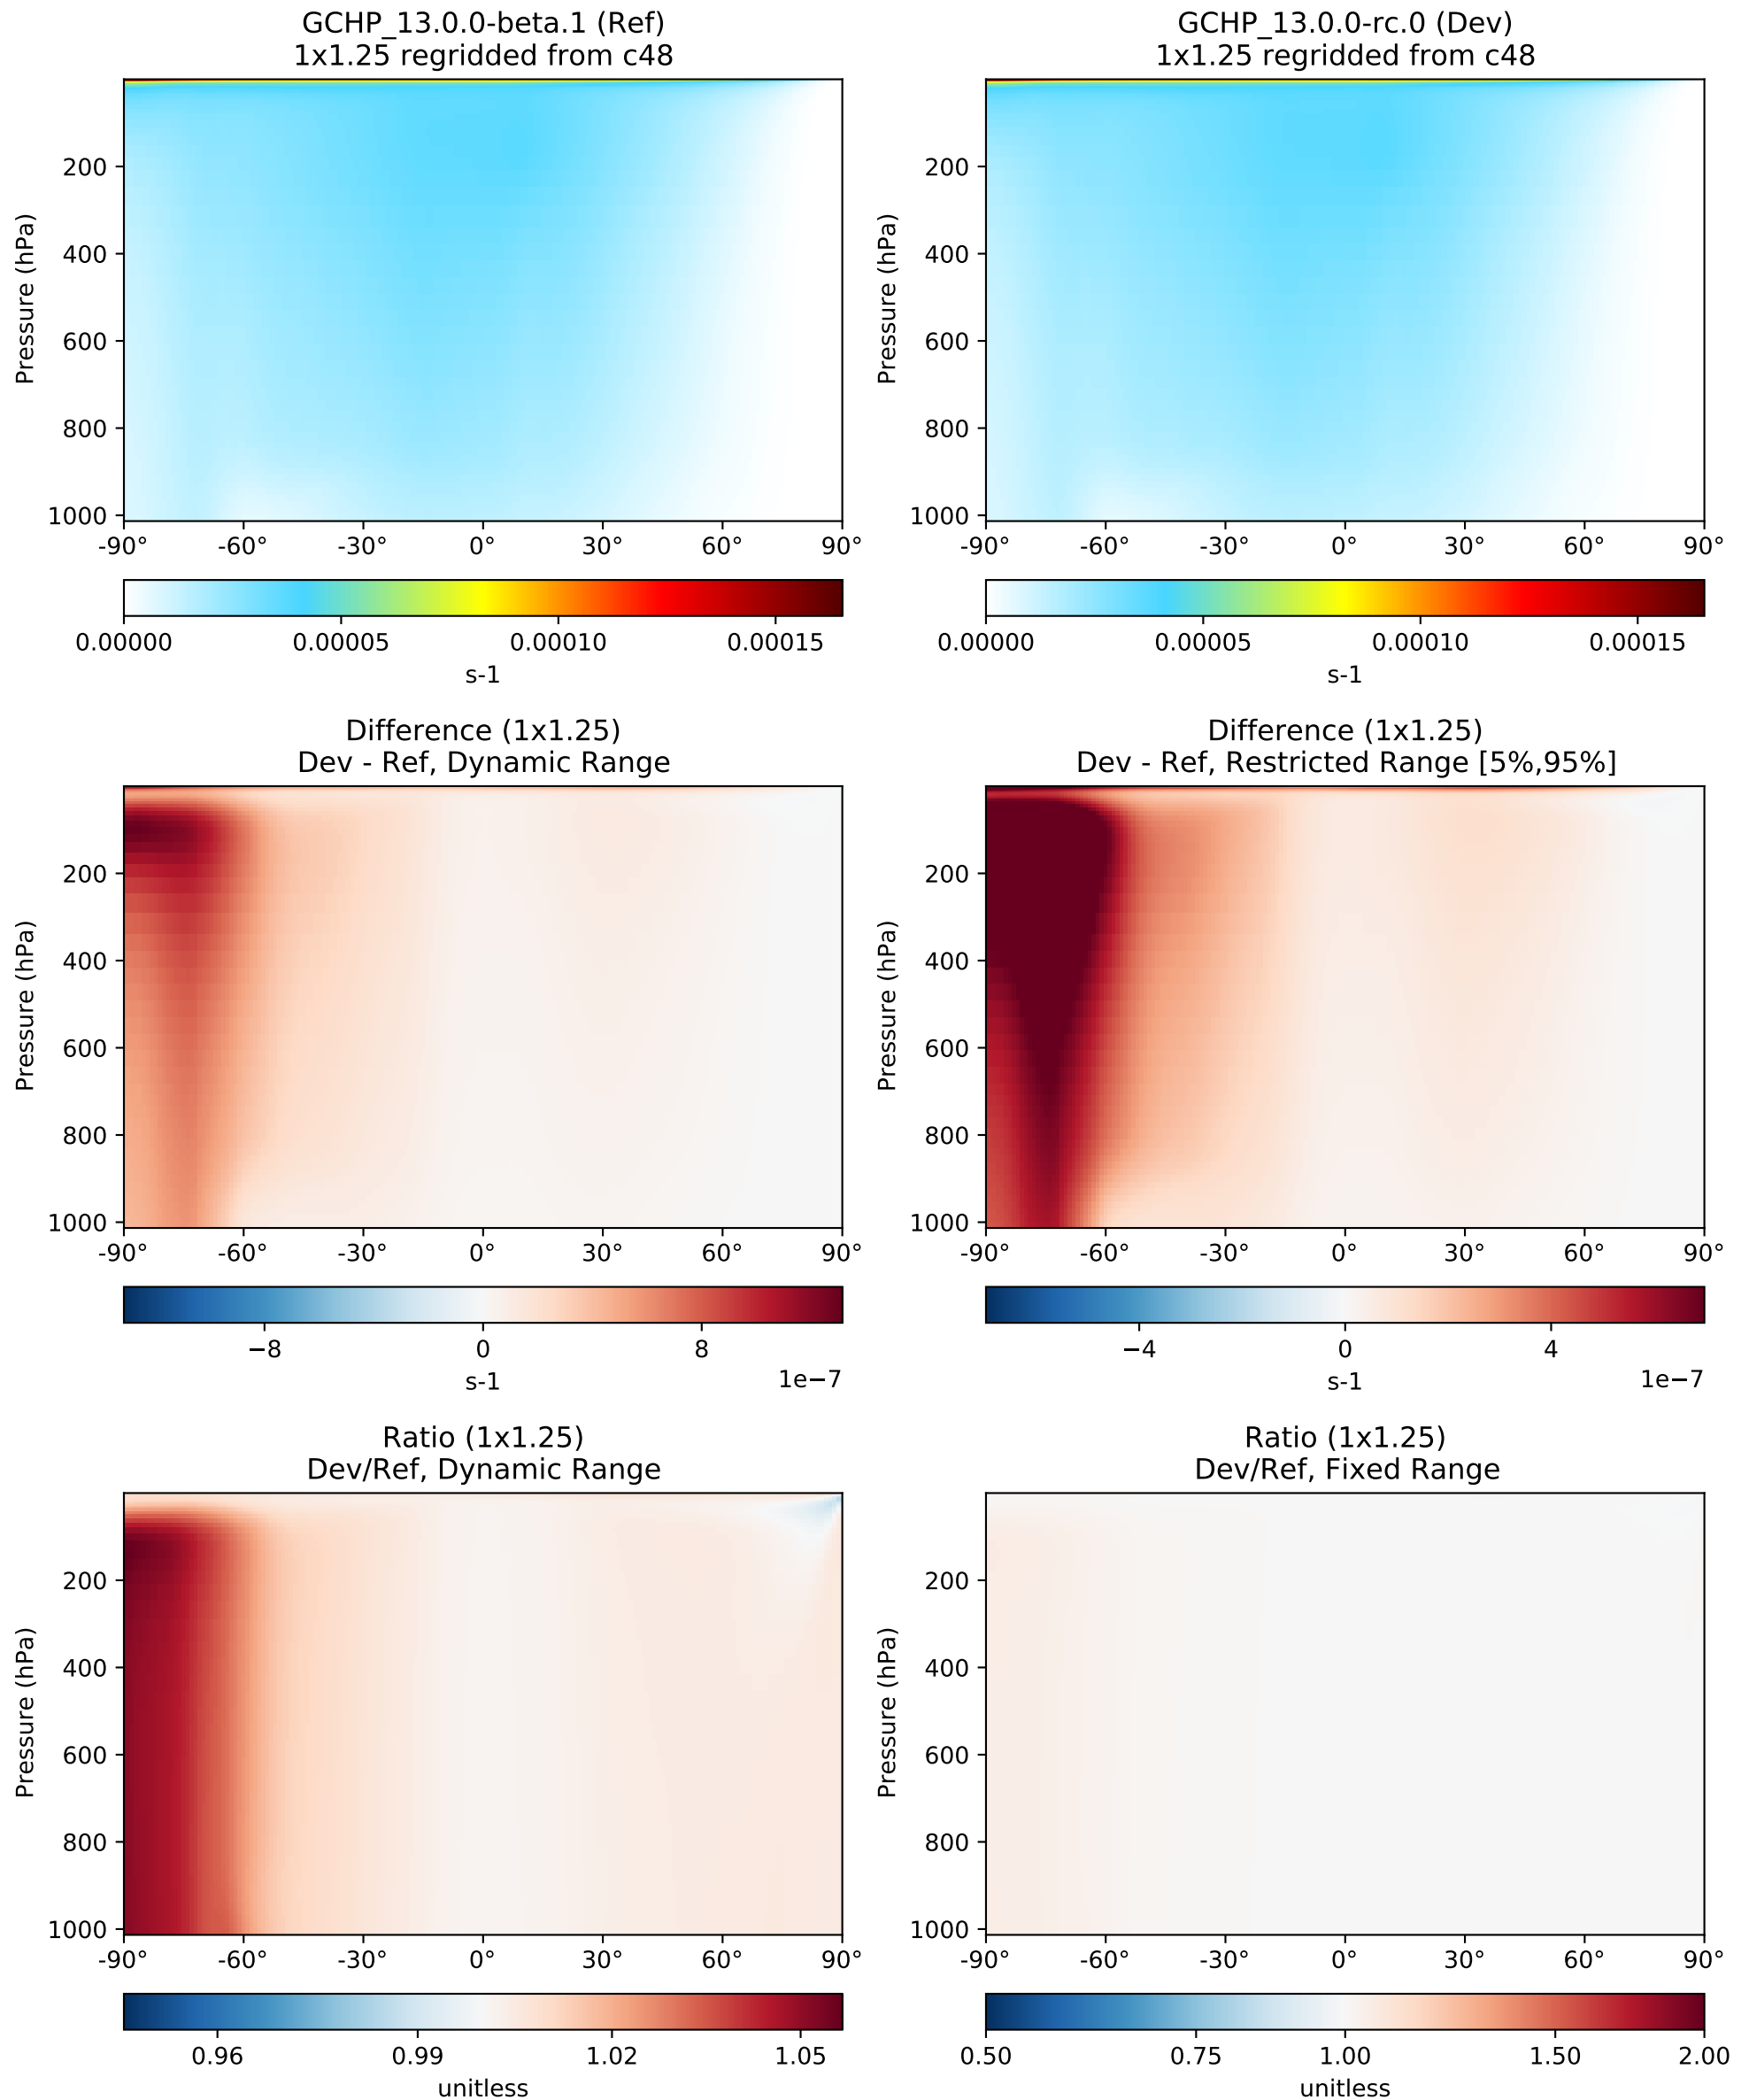 GCHP_13.0.0-beta.1 (Ref)
1x1.25 regridded from c48
Pressure (hPa)
200
400
600
800
1000
-90° -60° -30° 0° 30° 60° 90°
0.00000 0.00005 0.00010 0.00015
s-1
GCHP_13.0.0-rc.0 (Dev)
1x1.25 regridded from c48
Pressure (hPa)
200
400
600
800
1000
-90° -60° -30° 0° 30° 60° 90°
0.00000 0.00005 0.00010 0.00015
s-1
Difference (1x1.25)
Dev - Ref, Dynamic Range
Pressure (hPa)
200
400
600
800
1000
-90° -60° -30° 0° 30° 60° 90°
−8 0 8
s-1 1e−7
Difference (1x1.25)
Dev - Ref, Restricted Range [5%,95%]
Pressure (hPa)
200
400
600
800
1000
-90° -60° -30° 0° 30° 60° 90°
−4 0 4
s-1 1e−7
Ratio (1x1.25)
Dev/Ref, Dynamic Range
Pressure (hPa)
200
400
600
800
1000
-90° -60° -30° 0° 30° 60° 90°
0.96 0.99 1.02 1.05
unitless
Ratio (1x1.25)
Dev/Ref, Fixed Range
Pressure (hPa)
200
400
600
800
1000
-90° -60° -30° 0° 30° 60° 90°
0.50 0.75 1.00 1.50 2.00
unitless